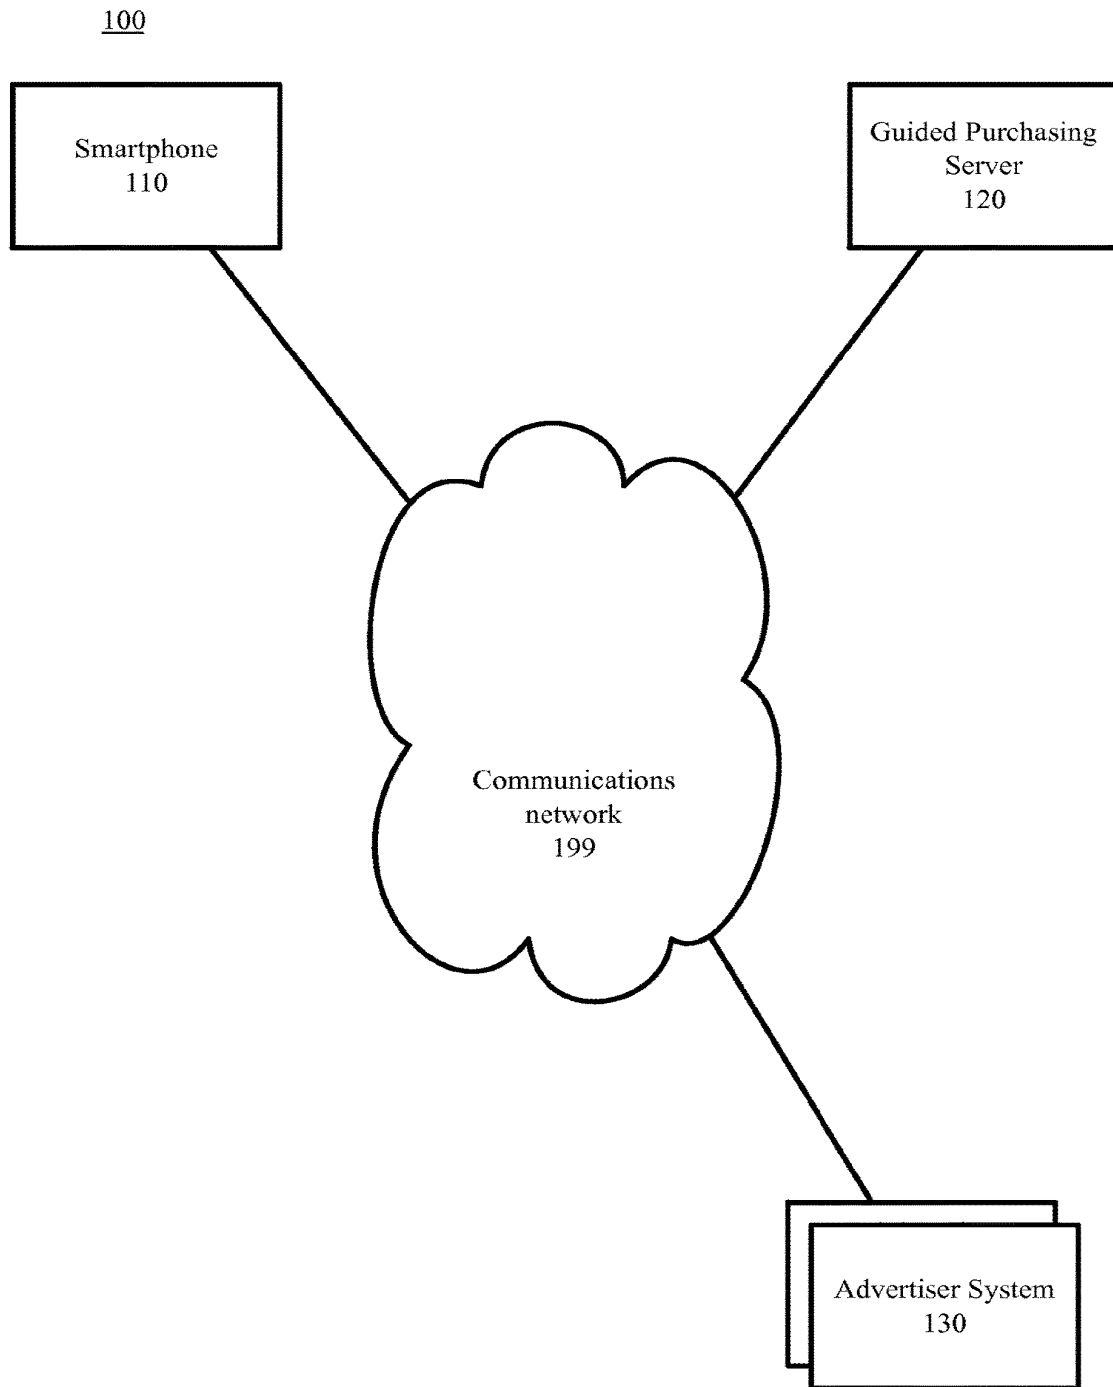 100
Smartphone
110
Guided Purchasing
Server
120
Communications
network
199
Advertiser System
130